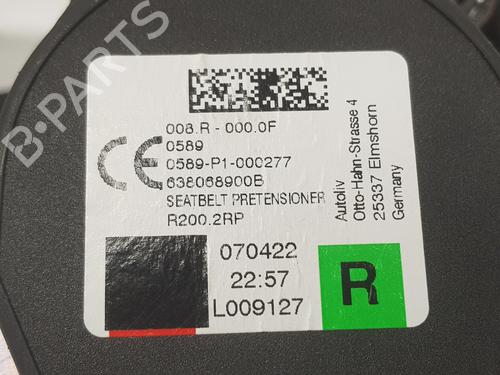 008.R - 000.0F
0589
0589-P1-000277
638068900B
SEATBELT PRETENSIONER
R200.2RP
Autoliv
Otto-Hahn-Strasse 4
25337 Elmshorn
Germany
070422
22:57
L009127
R
B-PARTS